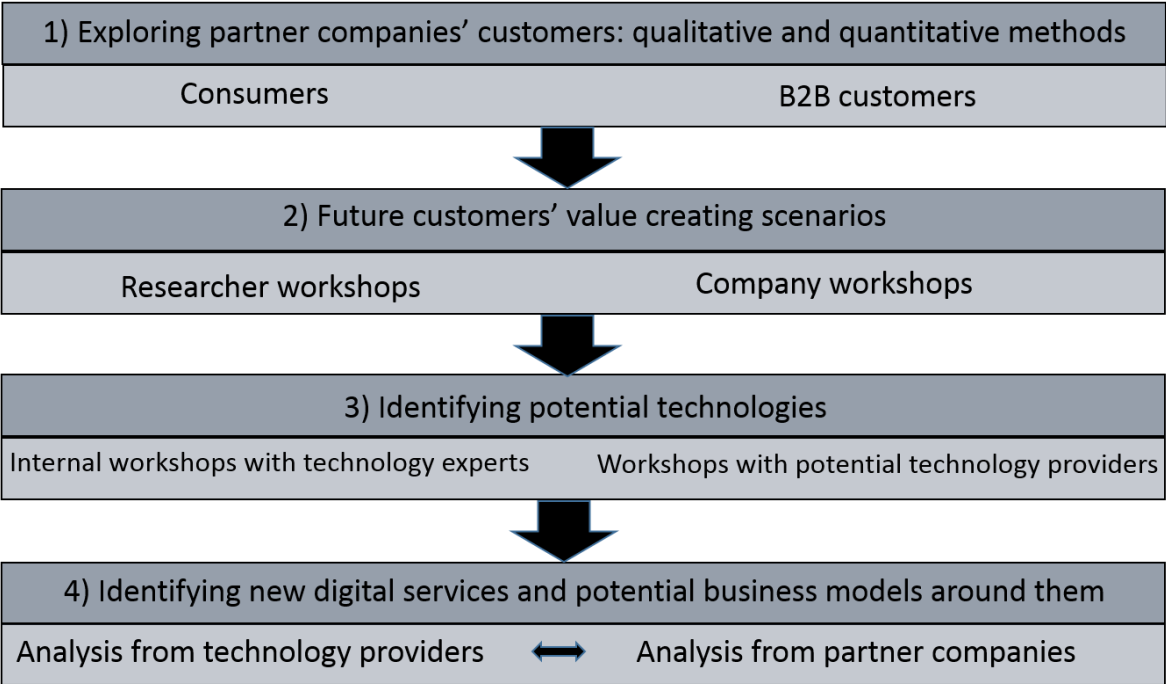 1) Exploring partner companies’ customers: qualitative and quantitative methods
Consumers B2B customers
2) Future customers’ value creating scenarios
Researcher workshops Company workshops
3) Identifying potential technologies
Internal workshops with technology experts Workshops with potential technology providers
4) Identifying new digital services and potential business models around them
Analysis from technology providers Analysis from partner companies